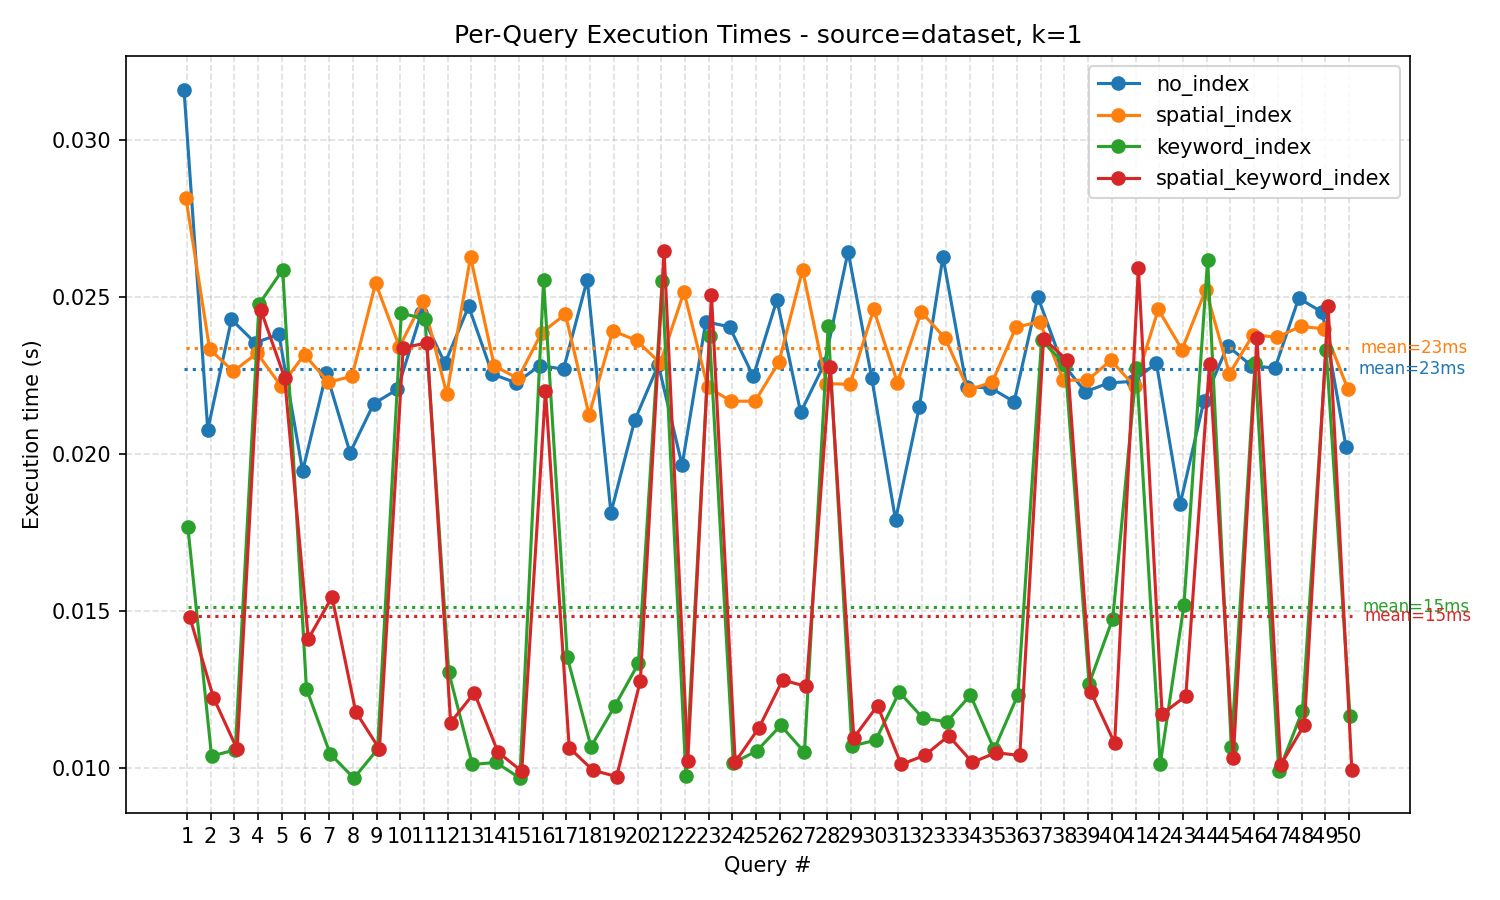 Per-Query Execution Times - source=dataset, k=1
no_index
spatial_index
keyword_index
spatial_keyword_index
0.030
0.025
0.020
0.015
0.010
Execution time (s)
mean=23ms
mean=23ms
mean=15ms
mean=15ms
1 2 3 4 5 6 7 8 9 10 11 12 13 14 15 16 17 18 19 20 21 22 23 24 25 26 27 28 29 30 31 32 33 34 35 36 37 38 39 40 41 42 43 44 45 46 47 48 49 50
Query #